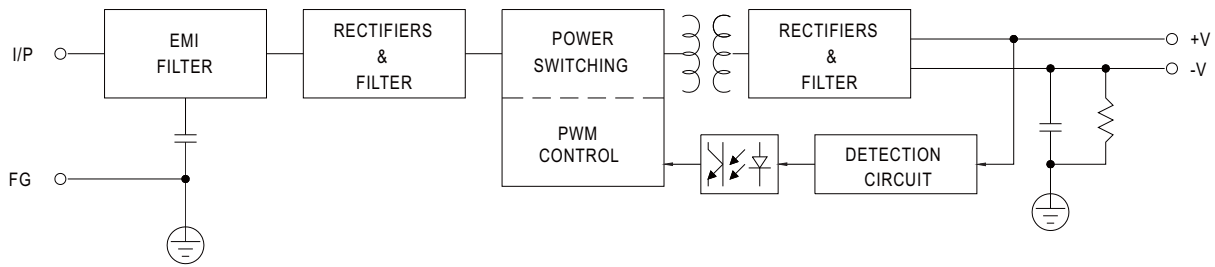 I/P
EMI
FILTER
RECTIFIERS
&
FILTER
POWER
SWITCHING
RECTIFIERS
&
FILTER
+V
-V
PWM
CONTROL
DETECTION
CIRCUIT
FG